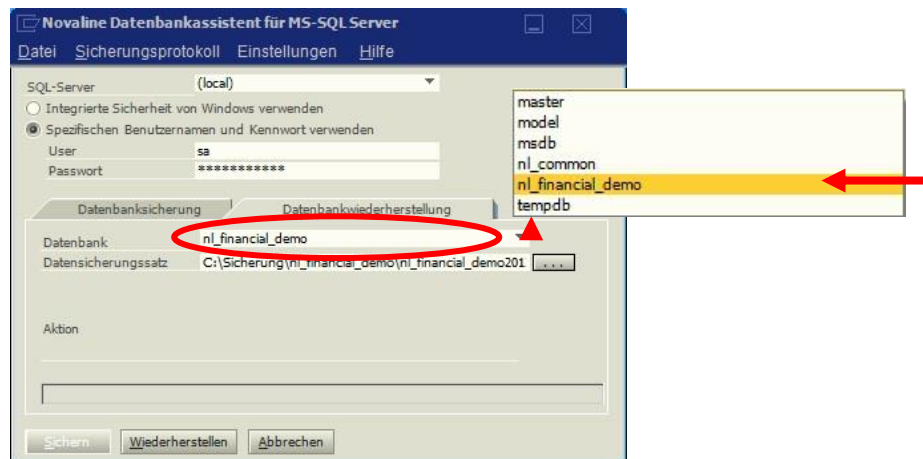 Novaline Datenbankassistent für MS-SQL Server
Datei Sicherungsprotokoll Einstellungen Hilfe
SQL-Server (local)
Integrierte Sicherheit von Windows verwenden
Spezifischen Benutzernamen und Kennwort verwenden
User sa
Passwort ***********
Datenbanksicherung Datenbankwiederherstellung
Datenbank nl_financial_demo
Datensicherungssatz C:\Sicherung\nl_financial_demo\nl_financial_demo201 ...
Aktion
Sichern Wiederherstellen Abbrechen
master
model
msdb
nl_common
nl_financial_demo
tempdb